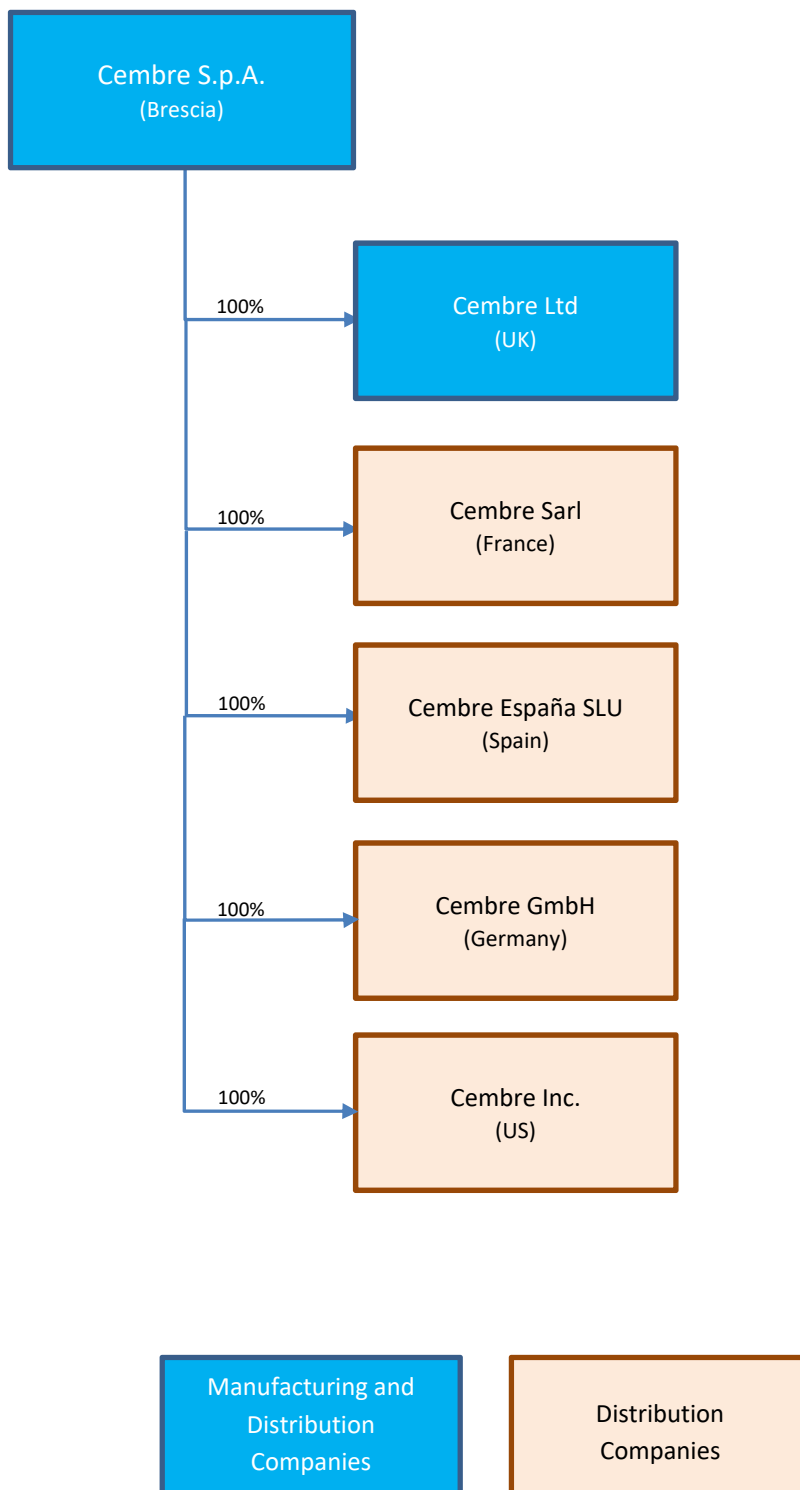 Cembre S.p.A.
(Brescia)
100%
Cembre Ltd
(UK)
100%
Cembre Sarl
(France)
100%
Cembre España SLU
(Spain)
100%
Cembre GmbH
(Germany)
100%
Cembre Inc.
(US)
Manufacturing and
Distribution
Companies
Distribution
Companies